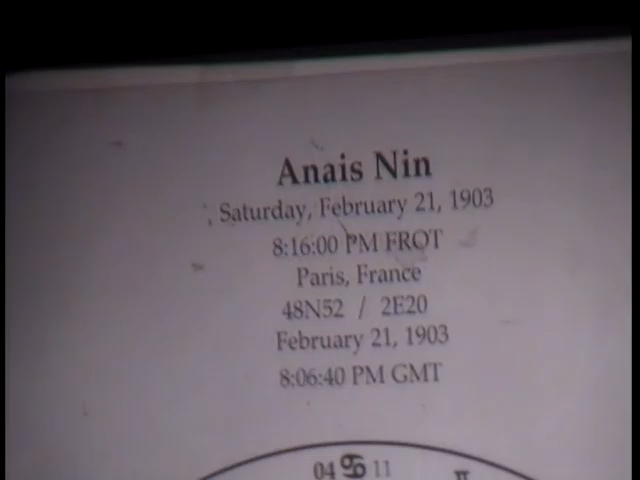 Anais Nin
Saturday, February 21, 1903
8:16:00 PM FROT
Paris, France
48N52 / 2E20
February 21, 1903
8:06:40 PM GMT
04 ♋ 11
♊